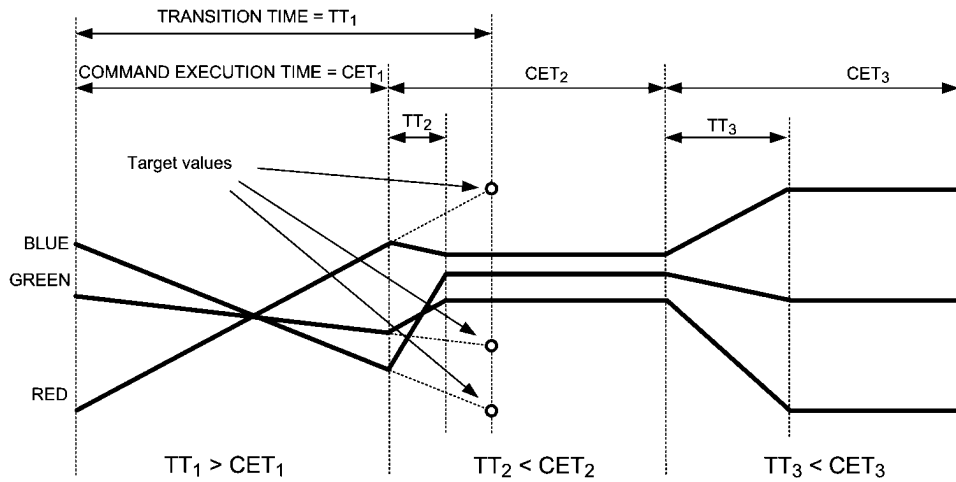 TRANSITION TIME = TT1
COMMAND EXECUTION TIME = CET1
CET2
CET3
TT2
TT3
Target values
BLUE
GREEN
RED
TT1 > CET1
TT2 < CET2
TT3 < CET3